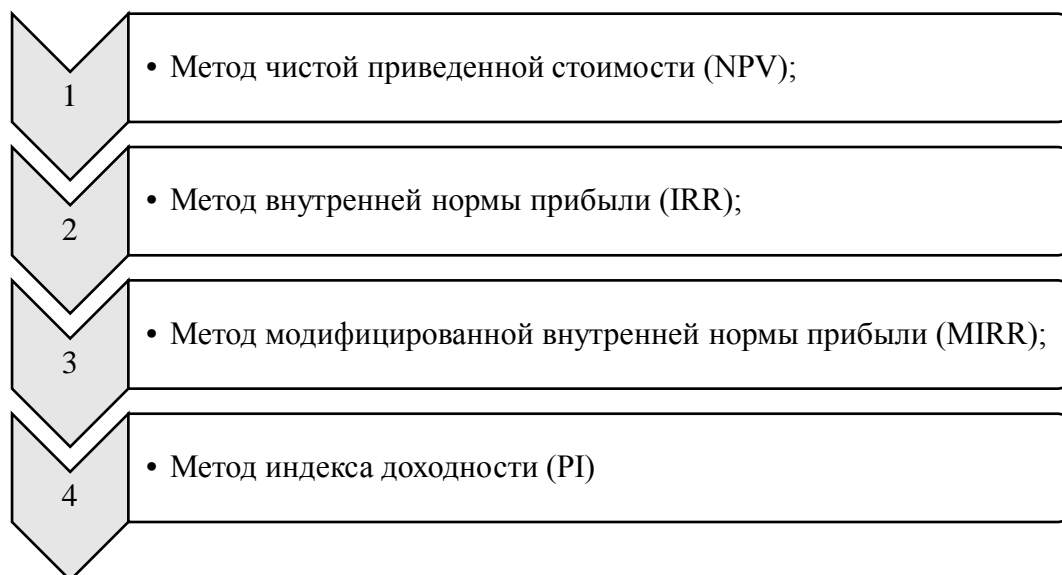 1
• Метод чистой приведенной стоимости (NPV);
2
• Метод внутренней нормы прибыли (IRR);
3
• Метод модифицированной внутренней нормы прибыли (MIRR);
4
• Метод индекса доходности (PI)